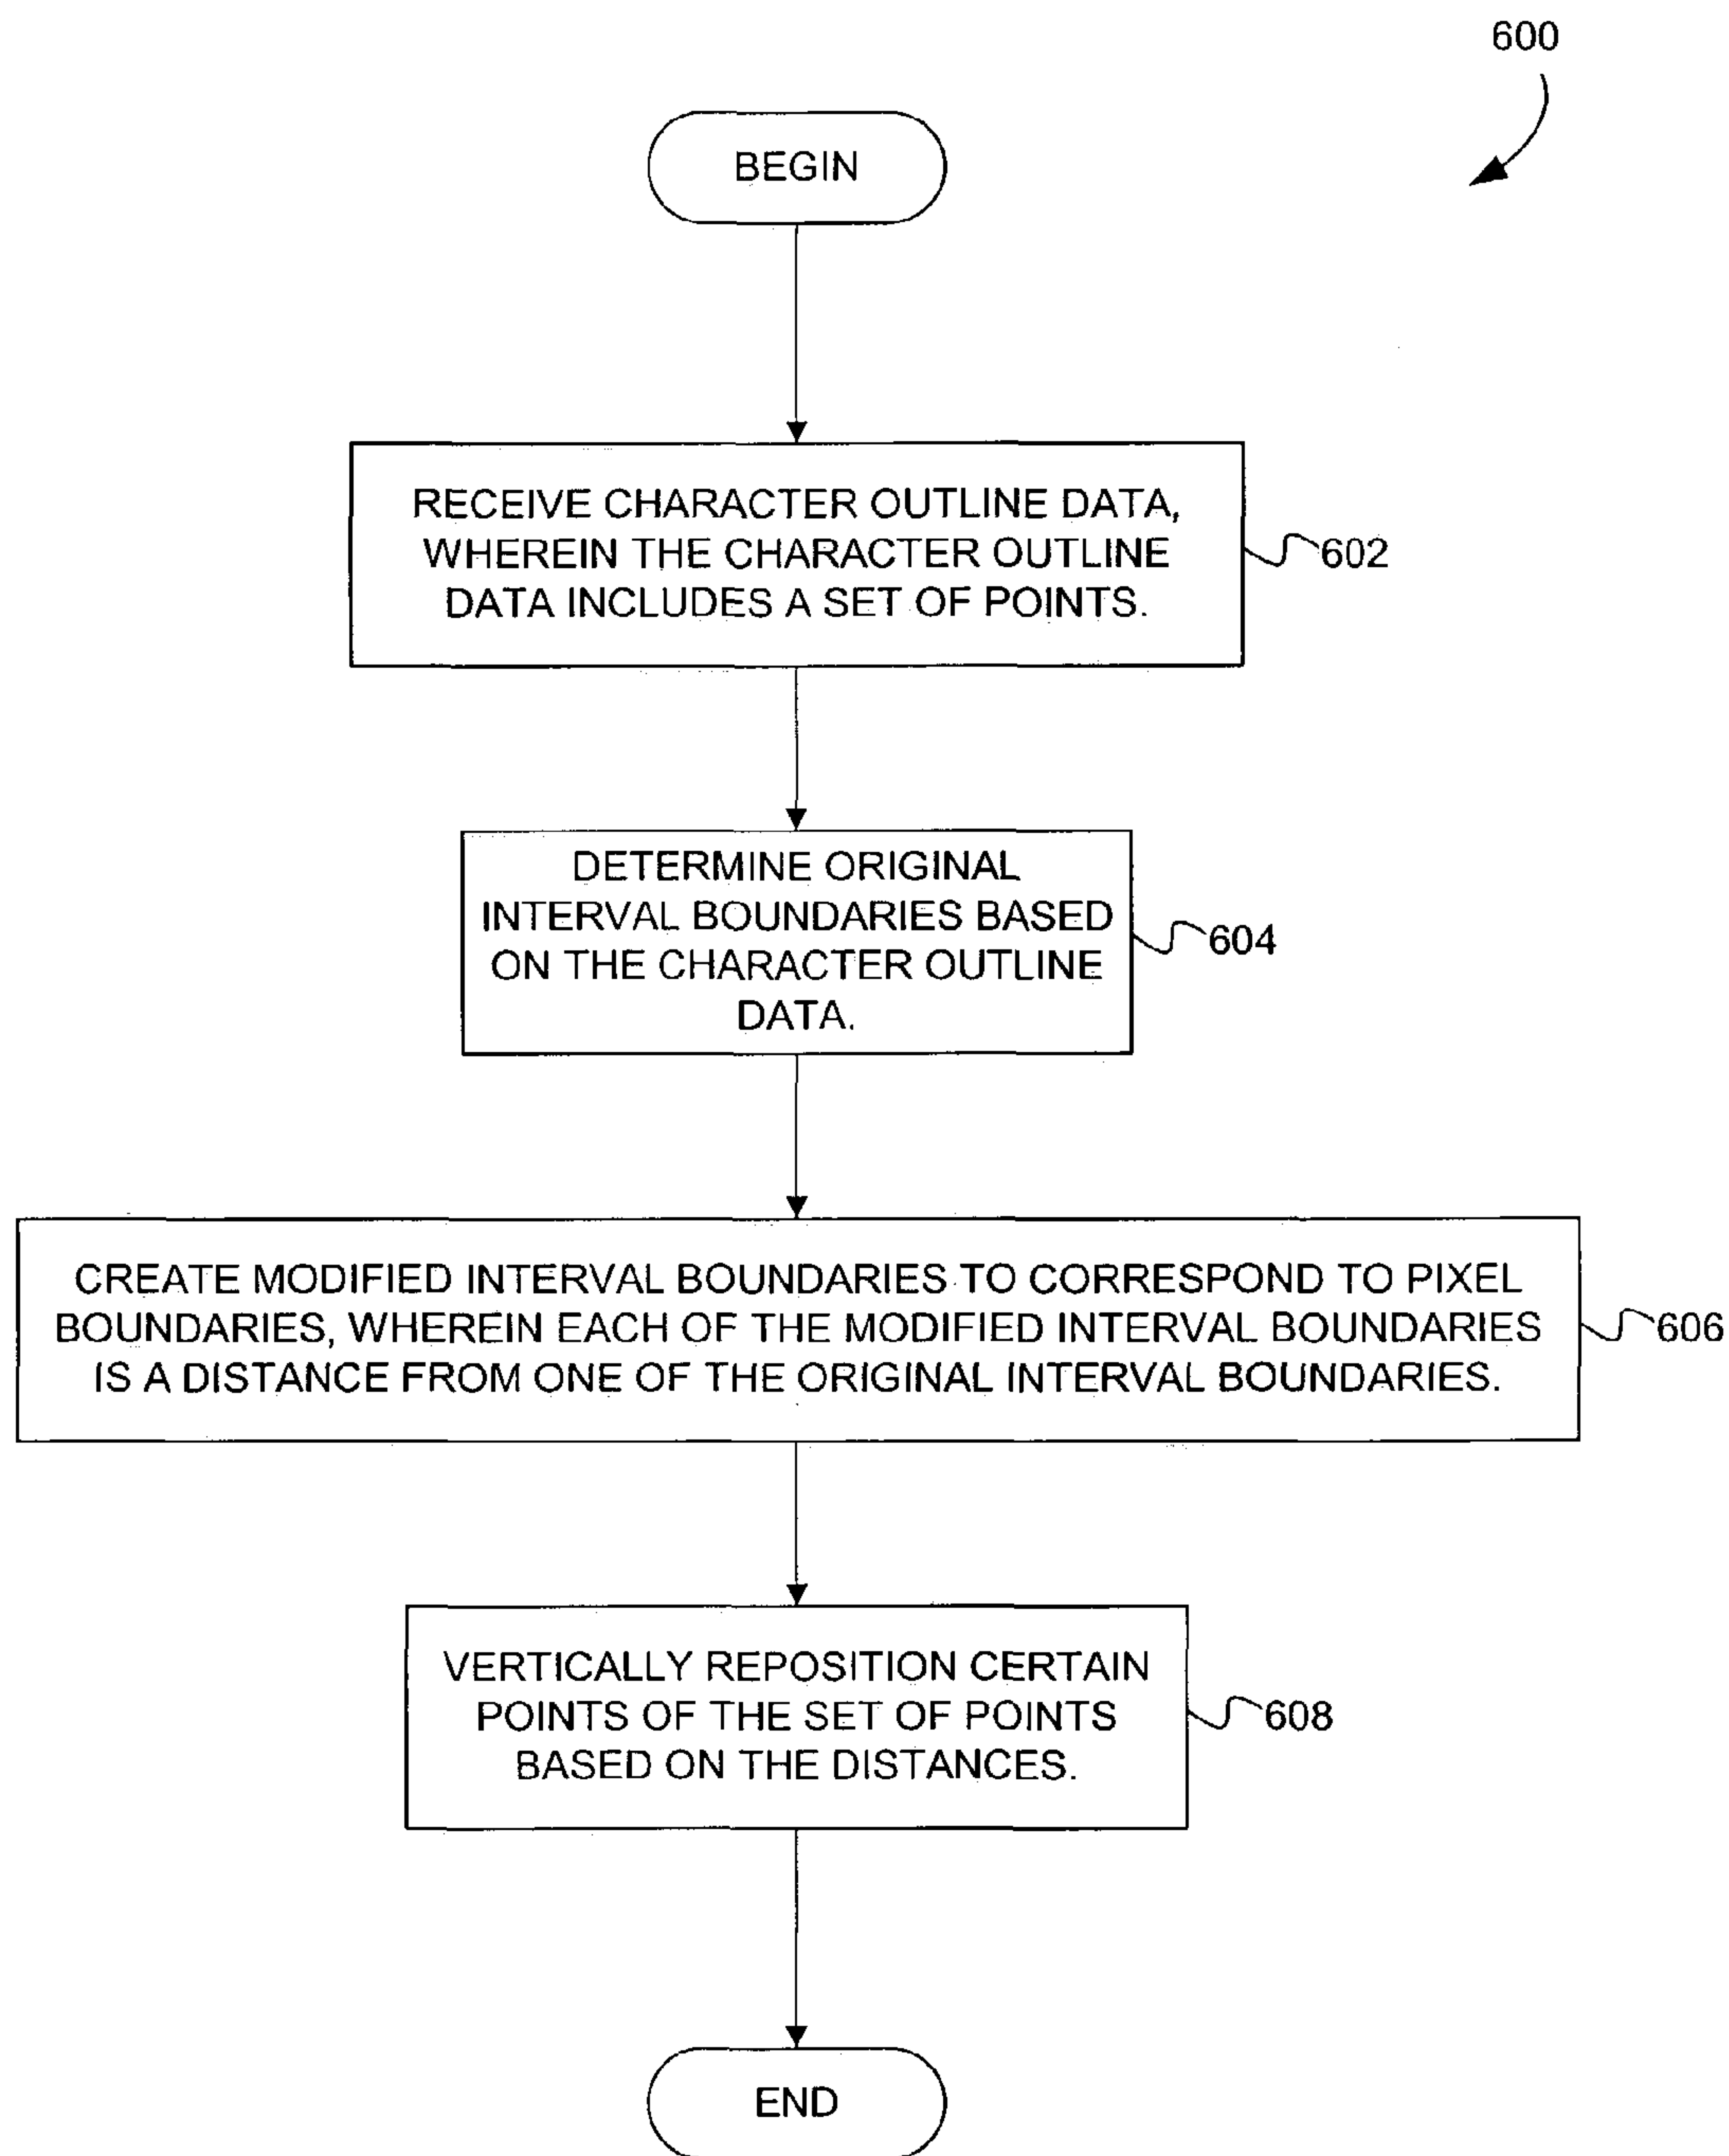 600
BEGIN
RECEIVE CHARACTER OUTLINE DATA,
WHEREIN THE CHARACTER OUTLINE
DATA INCLUDES A SET OF POINTS.
602
DETERMINE ORIGINAL
INTERVAL BOUNDARIES BASED
ON THE CHARACTER OUTLINE
DATA.
604
CREATE MODIFIED INTERVAL BOUNDARIES TO CORRESPOND TO PIXEL
BOUNDARIES, WHEREIN EACH OF THE MODIFIED INTERVAL BOUNDARIES
IS A DISTANCE FROM ONE OF THE ORIGINAL INTERVAL BOUNDARIES.
606
VERTICALLY REPOSITION CERTAIN
POINTS OF THE SET OF POINTS
BASED ON THE DISTANCES.
608
END